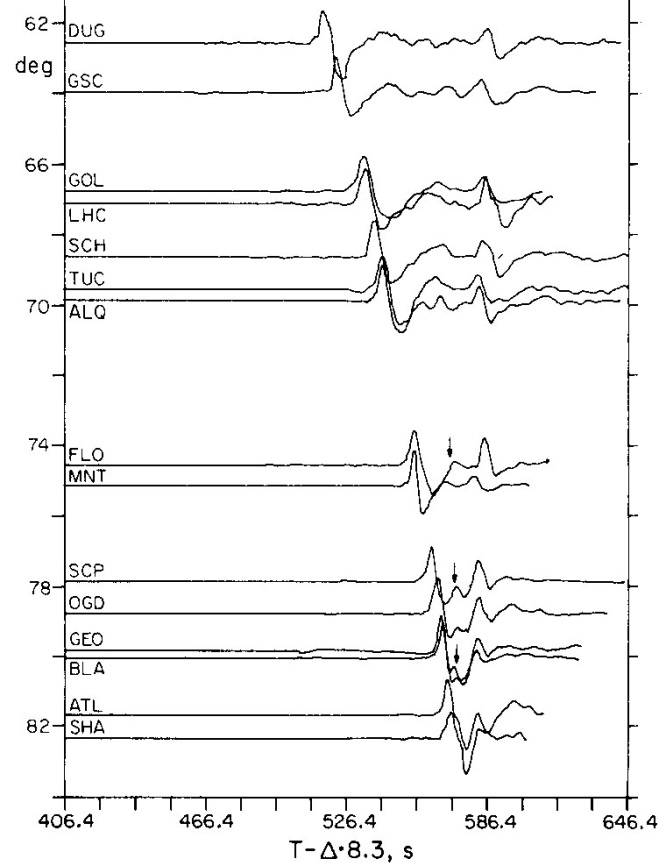 62
DUG
deg
GSC
66
GOL
LHC
SCH
TUC
70
ALQ
74
FLO
MNT
SCP
78
OGD
GEO
BLA
ATL
82
SHA
406.4 466.4 526.4 586.4 646.4
T-Δ·8.3, s